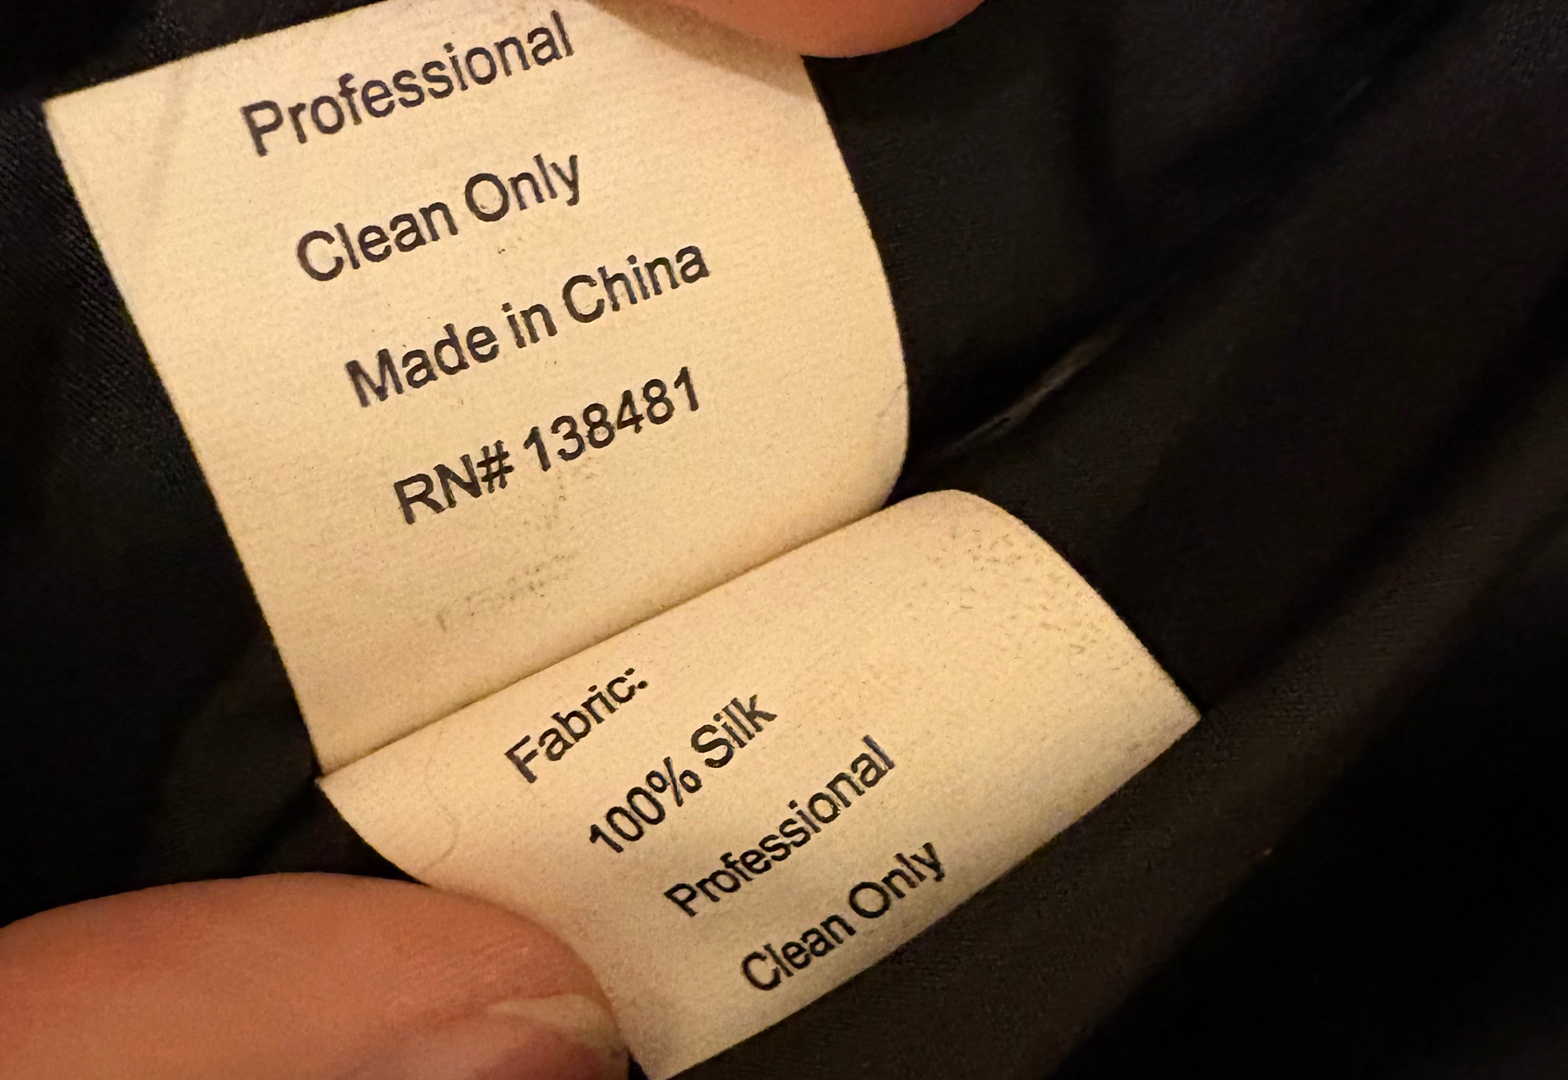 Professional
Clean Only
Made in China
RN# 138481
Fabric:
100% Silk
Professional
Clean Only